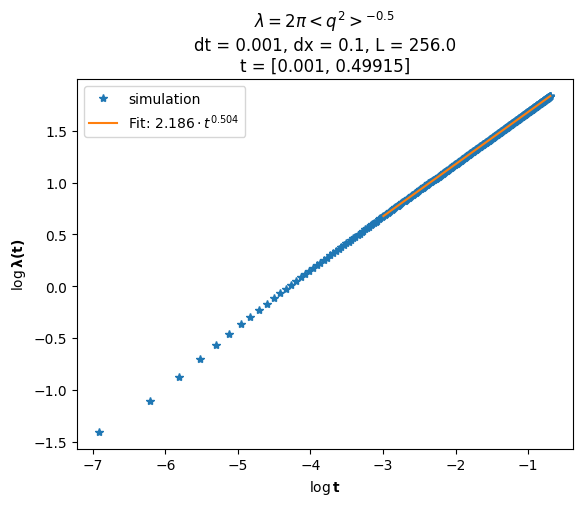 λ = 2π < q² >⁻⁰·⁵
dt = 0.001, dx = 0.1, L = 256.0
t = [0.001, 0.49915]
simulation
Fit: 2.186 · t⁰·⁵⁰⁴
log λ(t)
1.5
1.0
0.5
0.0
−0.5
−1.0
−1.5
−7 −6 −5 −4 −3 −2 −1
log t